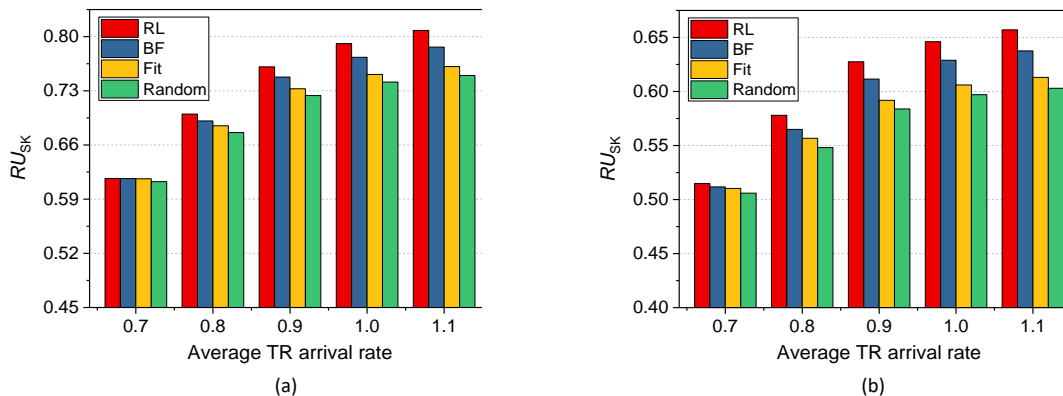 RL
BF
Fit
Random
0.80
0.73
0.66
0.59
0.52
0.45
RU_SK
0.7 0.8 0.9 1.0 1.1
Average TR arrival rate
(a)
RL
BF
Fit
Random
0.65
0.60
0.55
0.50
0.45
0.40
RU_SK
0.7 0.8 0.9 1.0 1.1
Average TR arrival rate
(b)